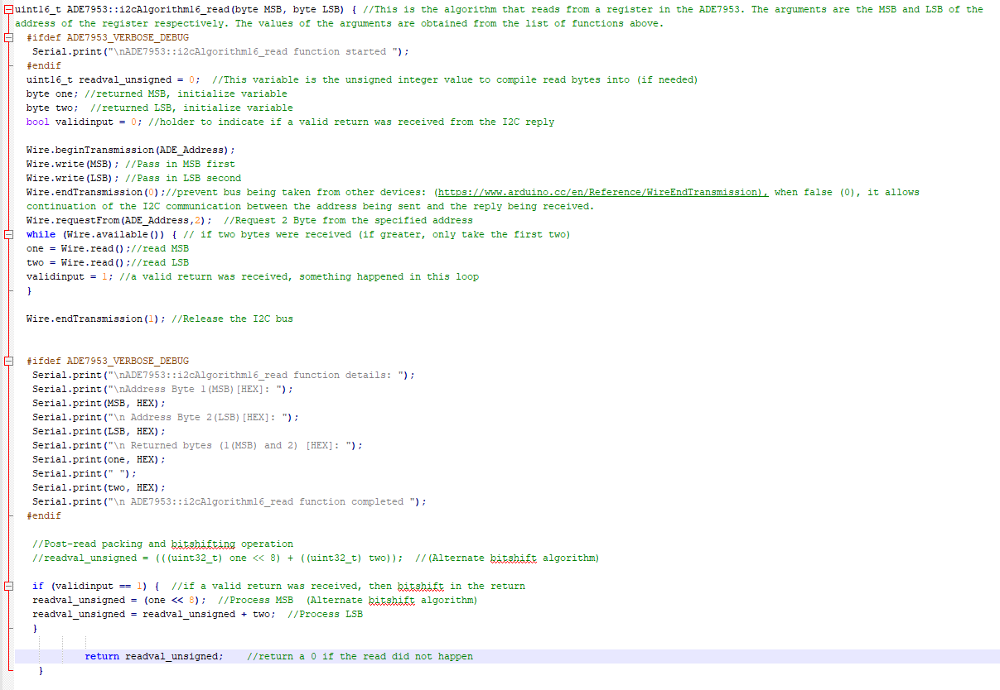 uint16_t ADE7953::i2cAlgorithm16_read(byte MSB, byte LSB) { //This is the algorithm that reads from a register in the ADE7953. The arguments are the MSB and LSB of the
address of the register respectively. The values of the arguments are obtained from the list of functions above.
#ifdef ADE7953_VERBOSE_DEBUG
Serial.print("\nADE7953::i2cAlgorithm16_read function started ");
#endif
uint16_t readval_unsigned = 0;  //This variable is the unsigned integer value to compile read bytes into (if needed)
byte one; //returned MSB, initialize variable
byte two;  //returned LSB, initialize variable
bool validinput = 0; //holder to indicate if a valid return was received from the I2C reply
Wire.beginTransmission(ADE_Address);
Wire.write(MSB); //Pass in MSB first
Wire.write(LSB); //Pass in LSB second
Wire.endTransmission(0);//prevent bus being taken from other devices: (https://www.arduino.cc/en/Reference/WireEndTransmission), when false (0), it allows
continuation of the I2C communication between the address being sent and the reply being received.
Wire.requestFrom(ADE_Address,2);  //Request 2 Byte from the specified address
while (Wire.available()) { // if two bytes were received (if greater, only take the first two)
one = Wire.read();//read MSB
two = Wire.read();//read LSB
validinput = 1; //a valid return was received, something happened in this loop
}
Wire.endTransmission(1); //Release the I2C bus
#ifdef ADE7953_VERBOSE_DEBUG
Serial.print("\nADE7953::i2cAlgorithm16_read function details: ");
Serial.print("\nAddress Byte 1(MSB)[HEX]: ");
Serial.print(MSB, HEX);
Serial.print("\n Address Byte 2(LSB)[HEX]: ");
Serial.print(LSB, HEX);
Serial.print("\n Returned bytes (1(MSB) and 2) [HEX]: ");
Serial.print(one, HEX);
Serial.print(" ");
Serial.print(two, HEX);
Serial.print("\n ADE7953::i2cAlgorithm16_read function completed ");
#endif
//Post-read packing and bitshifting operation
//readval_unsigned = (((uint32_t) one << 8) + ((uint32_t) two));  //(Alternate bitshift algorithm)
if (validinput == 1) {  //if a valid return was received, then bitshift in the return
readval_unsigned = (one << 8);  //Process MSB  (Alternate bitshift algorithm)
readval_unsigned = readval_unsigned + two;  //Process LSB
}
return readval_unsigned;    //return a 0 if the read did not happen
}